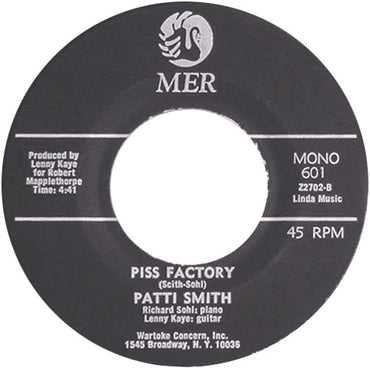 MER
Produced by
Lenny Kaye
for Robert
Mapplethorpe
Time: 4:41
MONO
601
Z2702-B
Linda Music
45 RPM
PISS FACTORY
(Scith-Sohl)
PATTI SMITH
Richard Sohl: piano
Lenny Kaye: guitar
Wartoke Concern, Inc.
1545 Broadway, N. Y. 10036